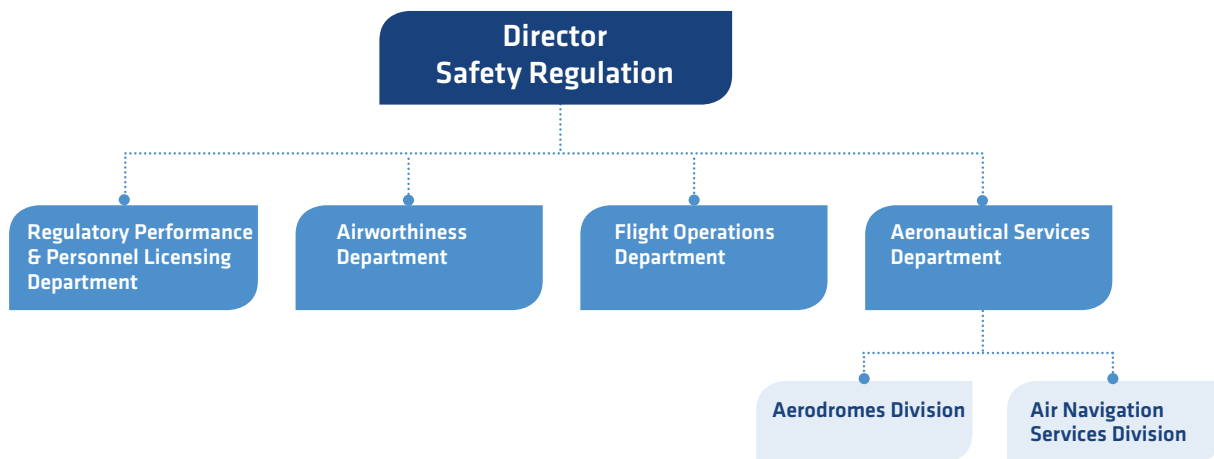 Director
Safety Regulation
Regulatory Performance
& Personnel Licensing
Department
Airworthiness
Department
Flight Operations
Department
Aeronautical Services
Department
Aerodromes Division
Air Navigation
Services Division